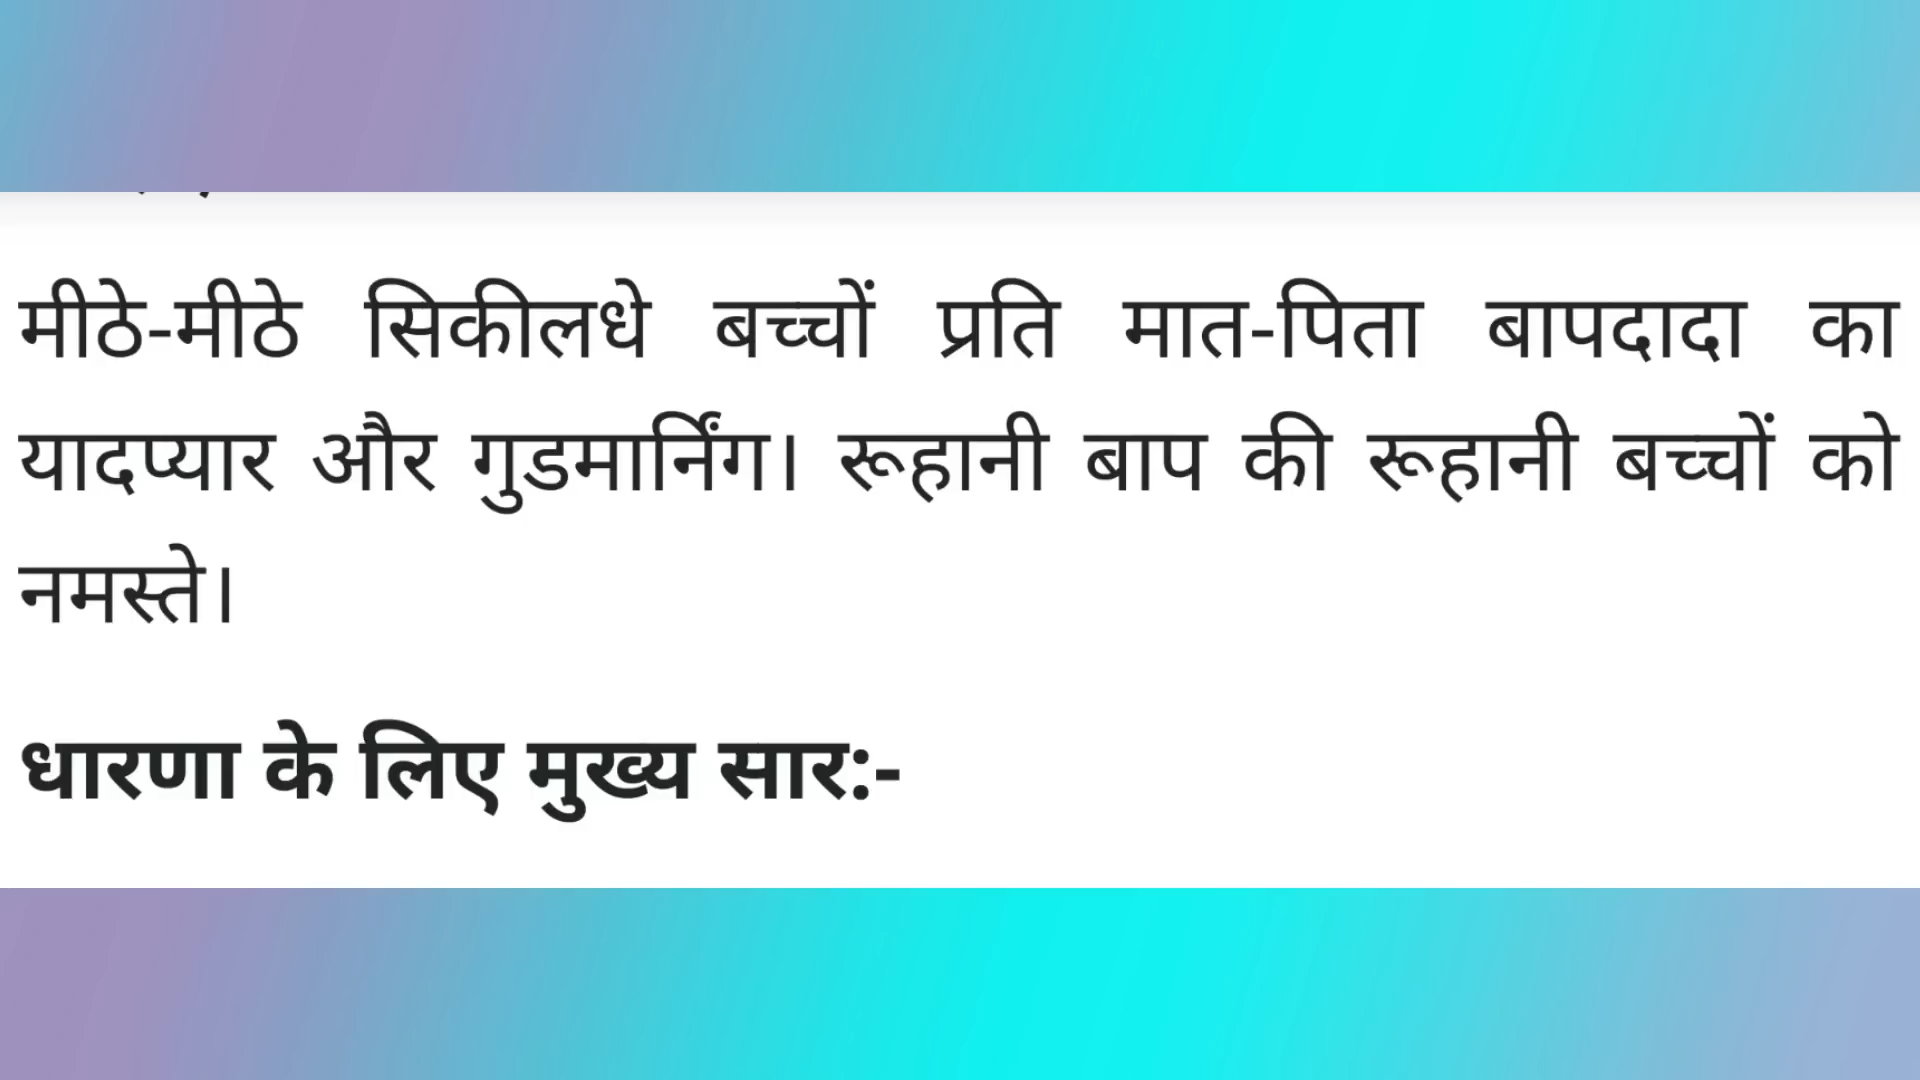 मीठे-मीठे सिकीलधे बच्चों प्रति मात-पिता बापदादा का
यादप्यार और गुडमार्निंग। रूहानी बाप की रूहानी बच्चों को
नमस्ते।
धारणा के लिए मुख्य सार:-